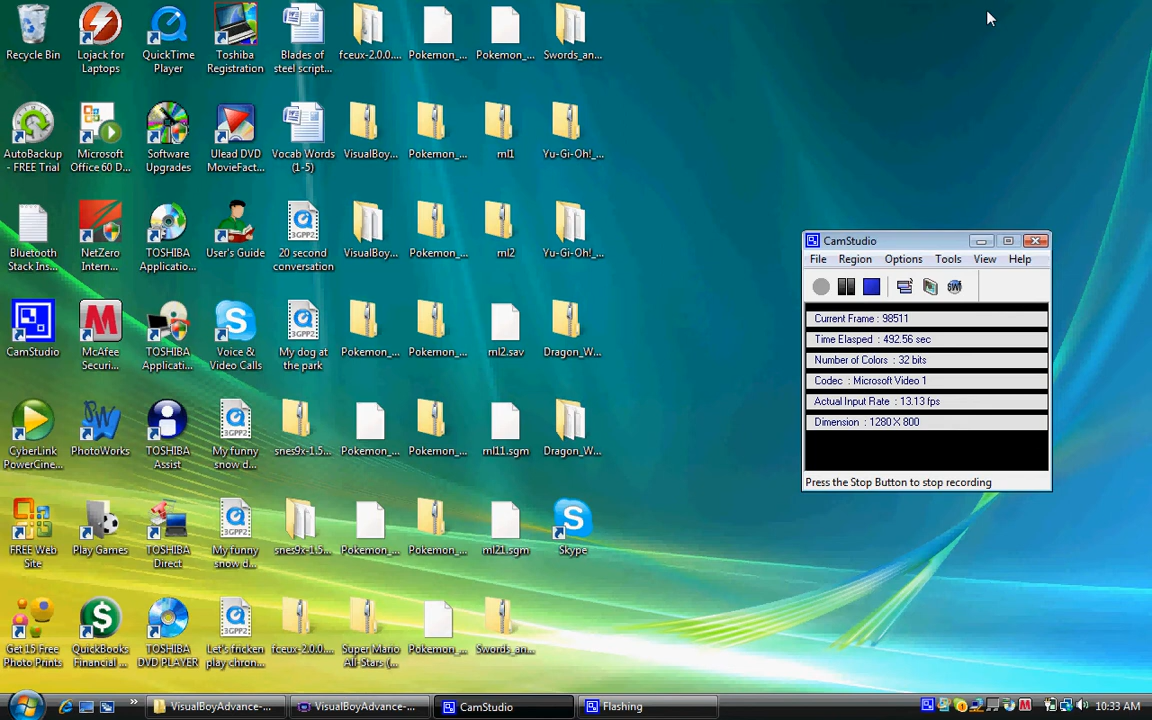 Recycle Bin
Lojack for
Laptops
QuickTime
Player
Toshiba
Registration
Blades of
steel script...
fceux-2.0.0....
Pokemon_...
Pokemon_...
Swords_an...
AutoBackup
- FREE Trial
Microsoft
Office 60 D...
Software
Upgrades
Ulead DVD
MovieFact...
Vocab Words
(1-5)
VisualBoy...
Pokemon_...
ml1
Yu-Gi-Oh!_...
Bluetooth
Stack Ins...
NetZero
Intern...
TOSHIBA
Applicatio...
User's Guide
20 second
conversation
VisualBoy...
Pokemon_...
ml2
Yu-Gi-Oh!_...
CamStudio
McAfee
Securi...
TOSHIBA
Applicati...
Voice &
Video Calls
My dog at
the park
Pokemon_...
Pokemon_...
ml2.sav
Dragon_W...
CyberLink
PowerCine...
PhotoWorks
TOSHIBA
Assist
My funny
snow d...
snes9x-1.5...
Pokemon_...
Pokemon_...
ml11.sgm
Dragon_W...
FREE Web
Site
Play Games
TOSHIBA
Direct
My funny
snow d...
snes9x-1.5...
Pokemon_...
Pokemon_...
ml21.sgm
Skype
Get 15 Free
Photo Prints
QuickBooks
Financial ...
TOSHIBA
DVD PLAYER
Let's fricken
play chron...
fceux-2.0.0....
Super Mario
All-Stars (...
Pokemon_...
Swords_an...
CamStudio
File Region Options Tools View Help
Current Frame : 98511
Time Elasped : 492.56 sec
Number of Colors : 32 bits
Codec : Microsoft Video 1
Actual Input Rate : 13.13 fps
Dimension : 1280 X 800
Press the Stop Button to stop recording
VisualBoyAdvance-...
VisualBoyAdvance-...
CamStudio
Flashing
10:33 AM